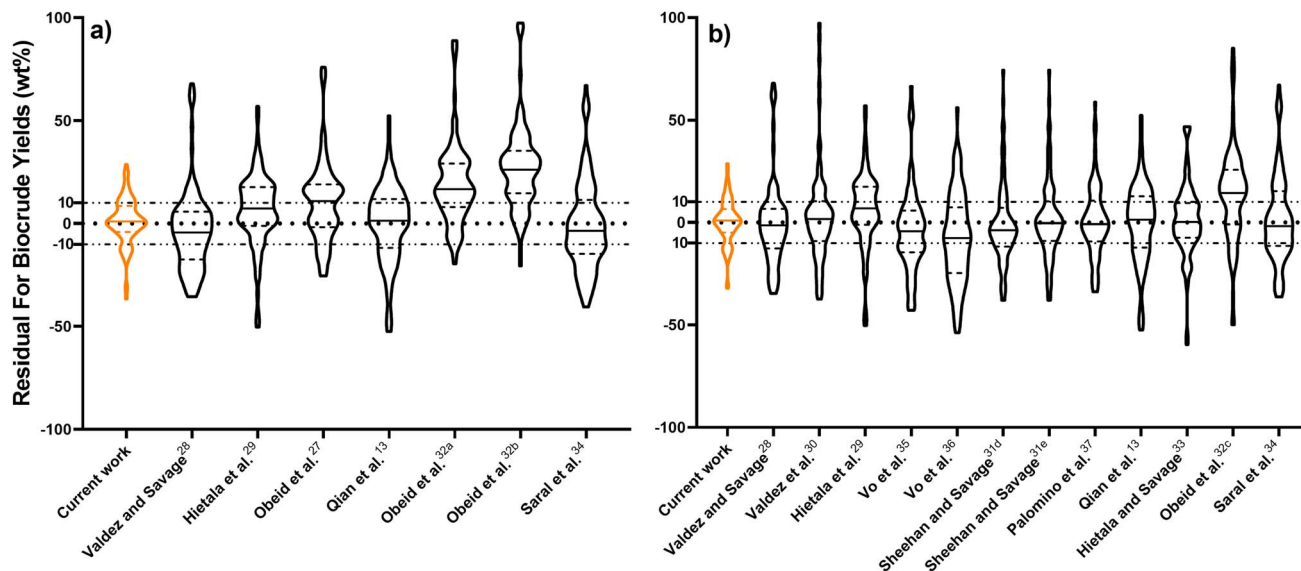 a)
Residual For Biocrude Yields (wt%)
100
50
10
0
-10
-50
-100
Current work
Valdez and Savage28
Hietala et al.29
Obeid et al.27
Qian et al.13
Obeid et al.32a
Obeid et al.32b
Saral et al.34
b)
100
50
10
0
10
-50
-100
Current work
Valdez and Savage28
Valdez et al.30
Hietala et al.29
Vo et al.35
Vo et al.36
Sheehan and Savage31d
Sheehan and Savage31e
Palomino et al.37
Qian et al.13
Hietala and Savage33
Obeid et al.32c
Saral et al.34